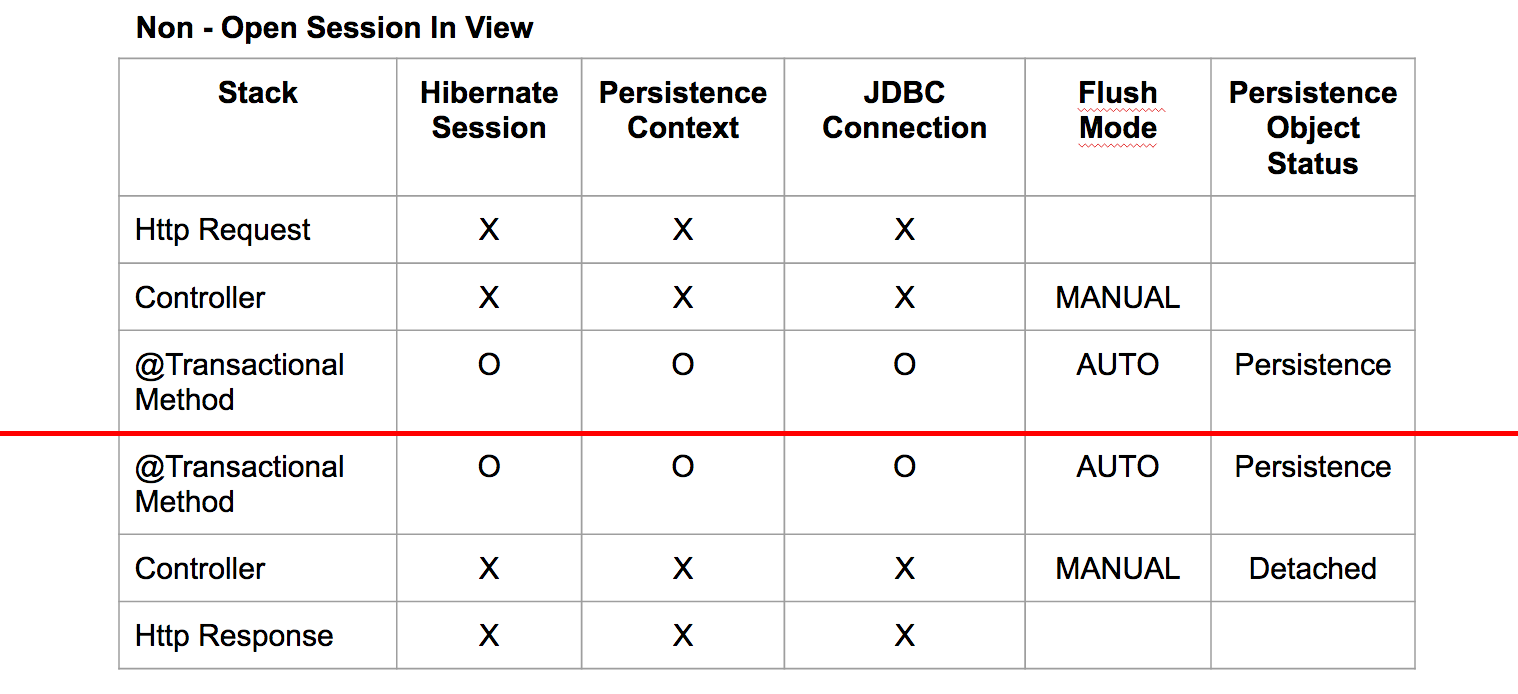 Non - Open Session In View
Stack Hibernate Session Persistence Context JDBC Connection Flush Mode Persistence Object Status
Http Request X X X
Controller X X X MANUAL
@Transactional Method O O O AUTO Persistence
@Transactional Method O O O AUTO Persistence
Controller X X X MANUAL Detached
Http Response X X X